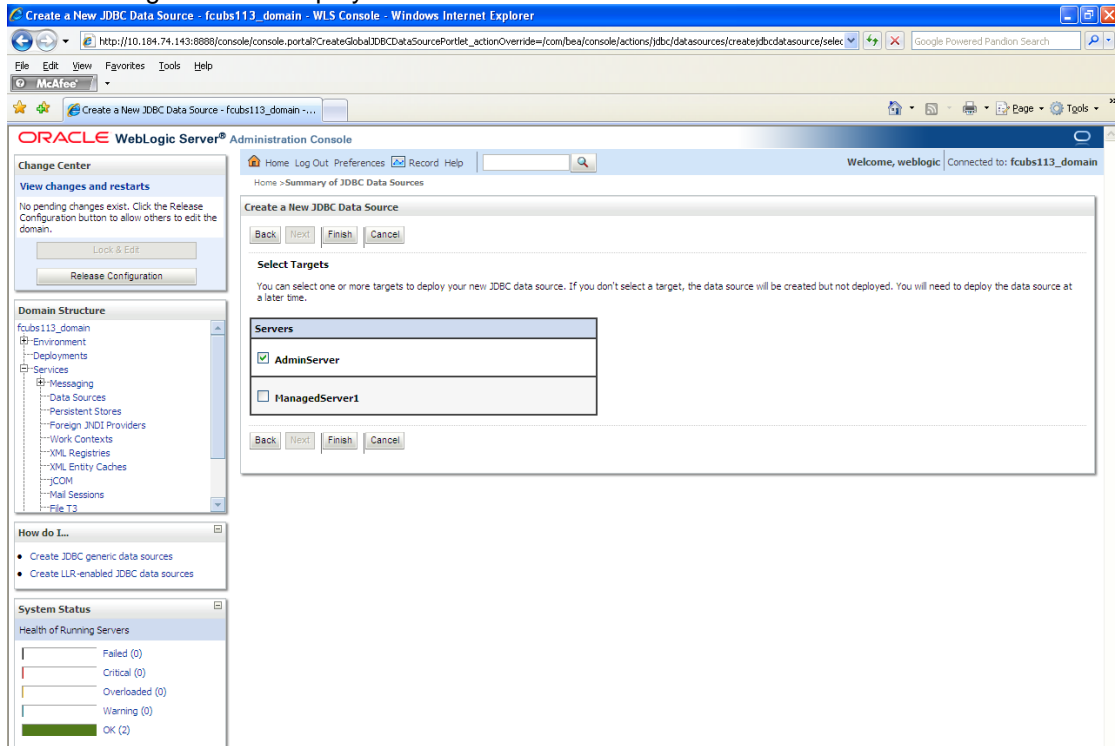 Create a New JDBC Data Source - fcubs113_domain - WLS Console - Windows Internet Explorer
http://10.184.74.143:8888/console/console.portal?CreateGlobalJDBCDataSourcePortlet_actionOverride=/com/bea/console/actions/jdbc/datasources/createjdbcdatasource/selec
Google Powered Pandion Search
File Edit View Favorites Tools Help
McAfee
Create a New JDBC Data Source - fcubs113_domain -...
Page Tools
ORACLE WebLogic Server® Administration Console
Change Center
View changes and restarts
No pending changes exist. Click the Release
Configuration button to allow others to edit the
domain.
Lock & Edit
Release Configuration
Domain Structure
fcubs113_domain
Environment
Deployments
Services
Messaging
Data Sources
Persistent Stores
Foreign JNDI Providers
Work Contexts
XML Registries
XML Entity Caches
jCOM
Mail Sessions
File T3
How do I...
Create JDBC generic data sources
Create LLR-enabled JDBC data sources
System Status
Health of Running Servers
Failed (0)
Critical (0)
Overloaded (0)
Warning (0)
OK (2)
Home Log Out Preferences Record Help
Welcome, weblogic Connected to: fcubs113_domain
Home >Summary of JDBC Data Sources
Create a New JDBC Data Source
Back Next Finish Cancel
Select Targets
You can select one or more targets to deploy your new JDBC data source. If you don't select a target, the data source will be created but not deployed. You will need to deploy the data source at
a later time.
Servers
AdminServer
ManagedServer1
Back Next Finish Cancel